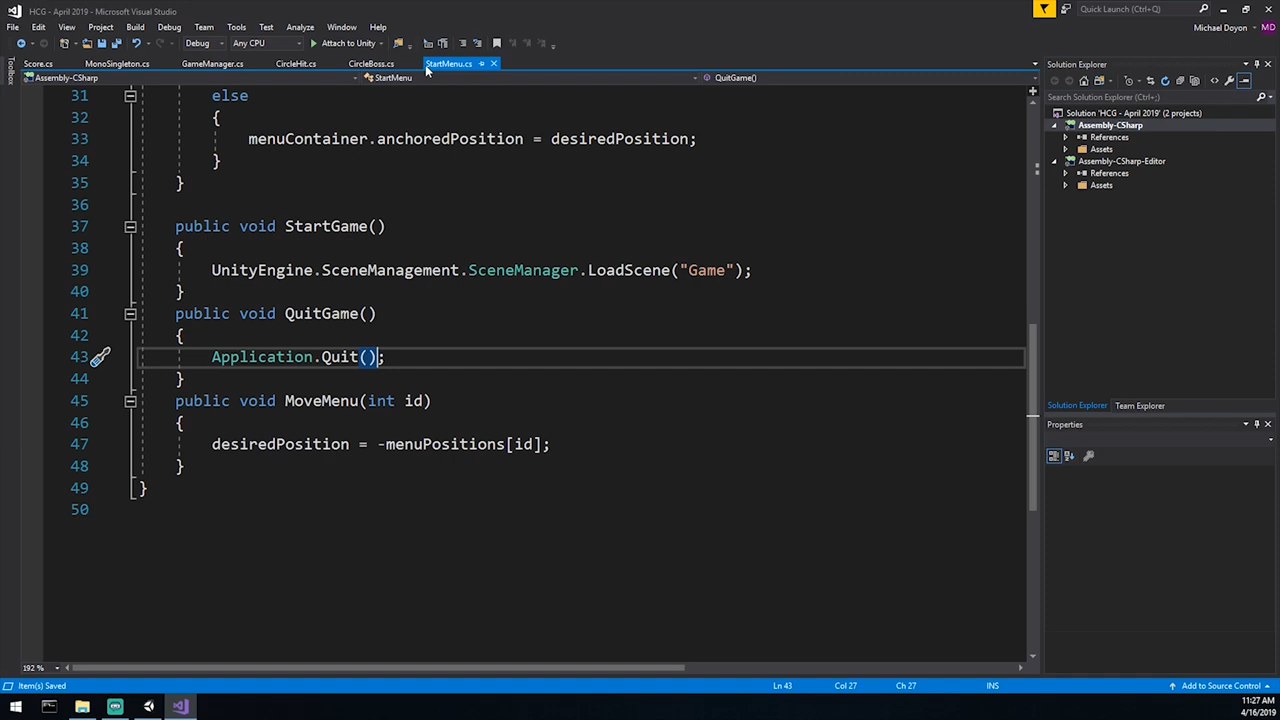 HCG - April 2019 - Microsoft Visual Studio
Quick Launch (Ctrl+;)
File Edit View Project Build Debug Team Tools Test Analyze Window Help
Michael Doyon MD
Debug Any CPU Attach to Unity
Toolbox
Score.cs MonoSingleton.cs GameManager.cs CircleHit.cs CircleBoss.cs StartMenu.cs
Assembly-CSharp StartMenu QuitGame()
31 else
32 {
33 menuContainer.anchoredPosition = desiredPosition;
34 }
35 }
36
37 public void StartGame()
38 {
39 UnityEngine.SceneManagement.SceneManager.LoadScene("Game");
40 }
41 public void QuitGame()
42 {
43 Application.Quit();
44 }
45 public void MoveMenu(int id)
46 {
47 desiredPosition = -menuPositions[id];
48 }
49 }
50
192 %
Solution Explorer
Search Solution Explorer (Ctrl+;)
Solution 'HCG - April 2019' (2 projects)
Assembly-CSharp
References
Assets
Assembly-CSharp-Editor
References
Assets
Solution Explorer Team Explorer
Properties
Item(s) Saved Ln 43 Col 27 Ch 27 INS Add to Source Control
11:27 AM
4/16/2019